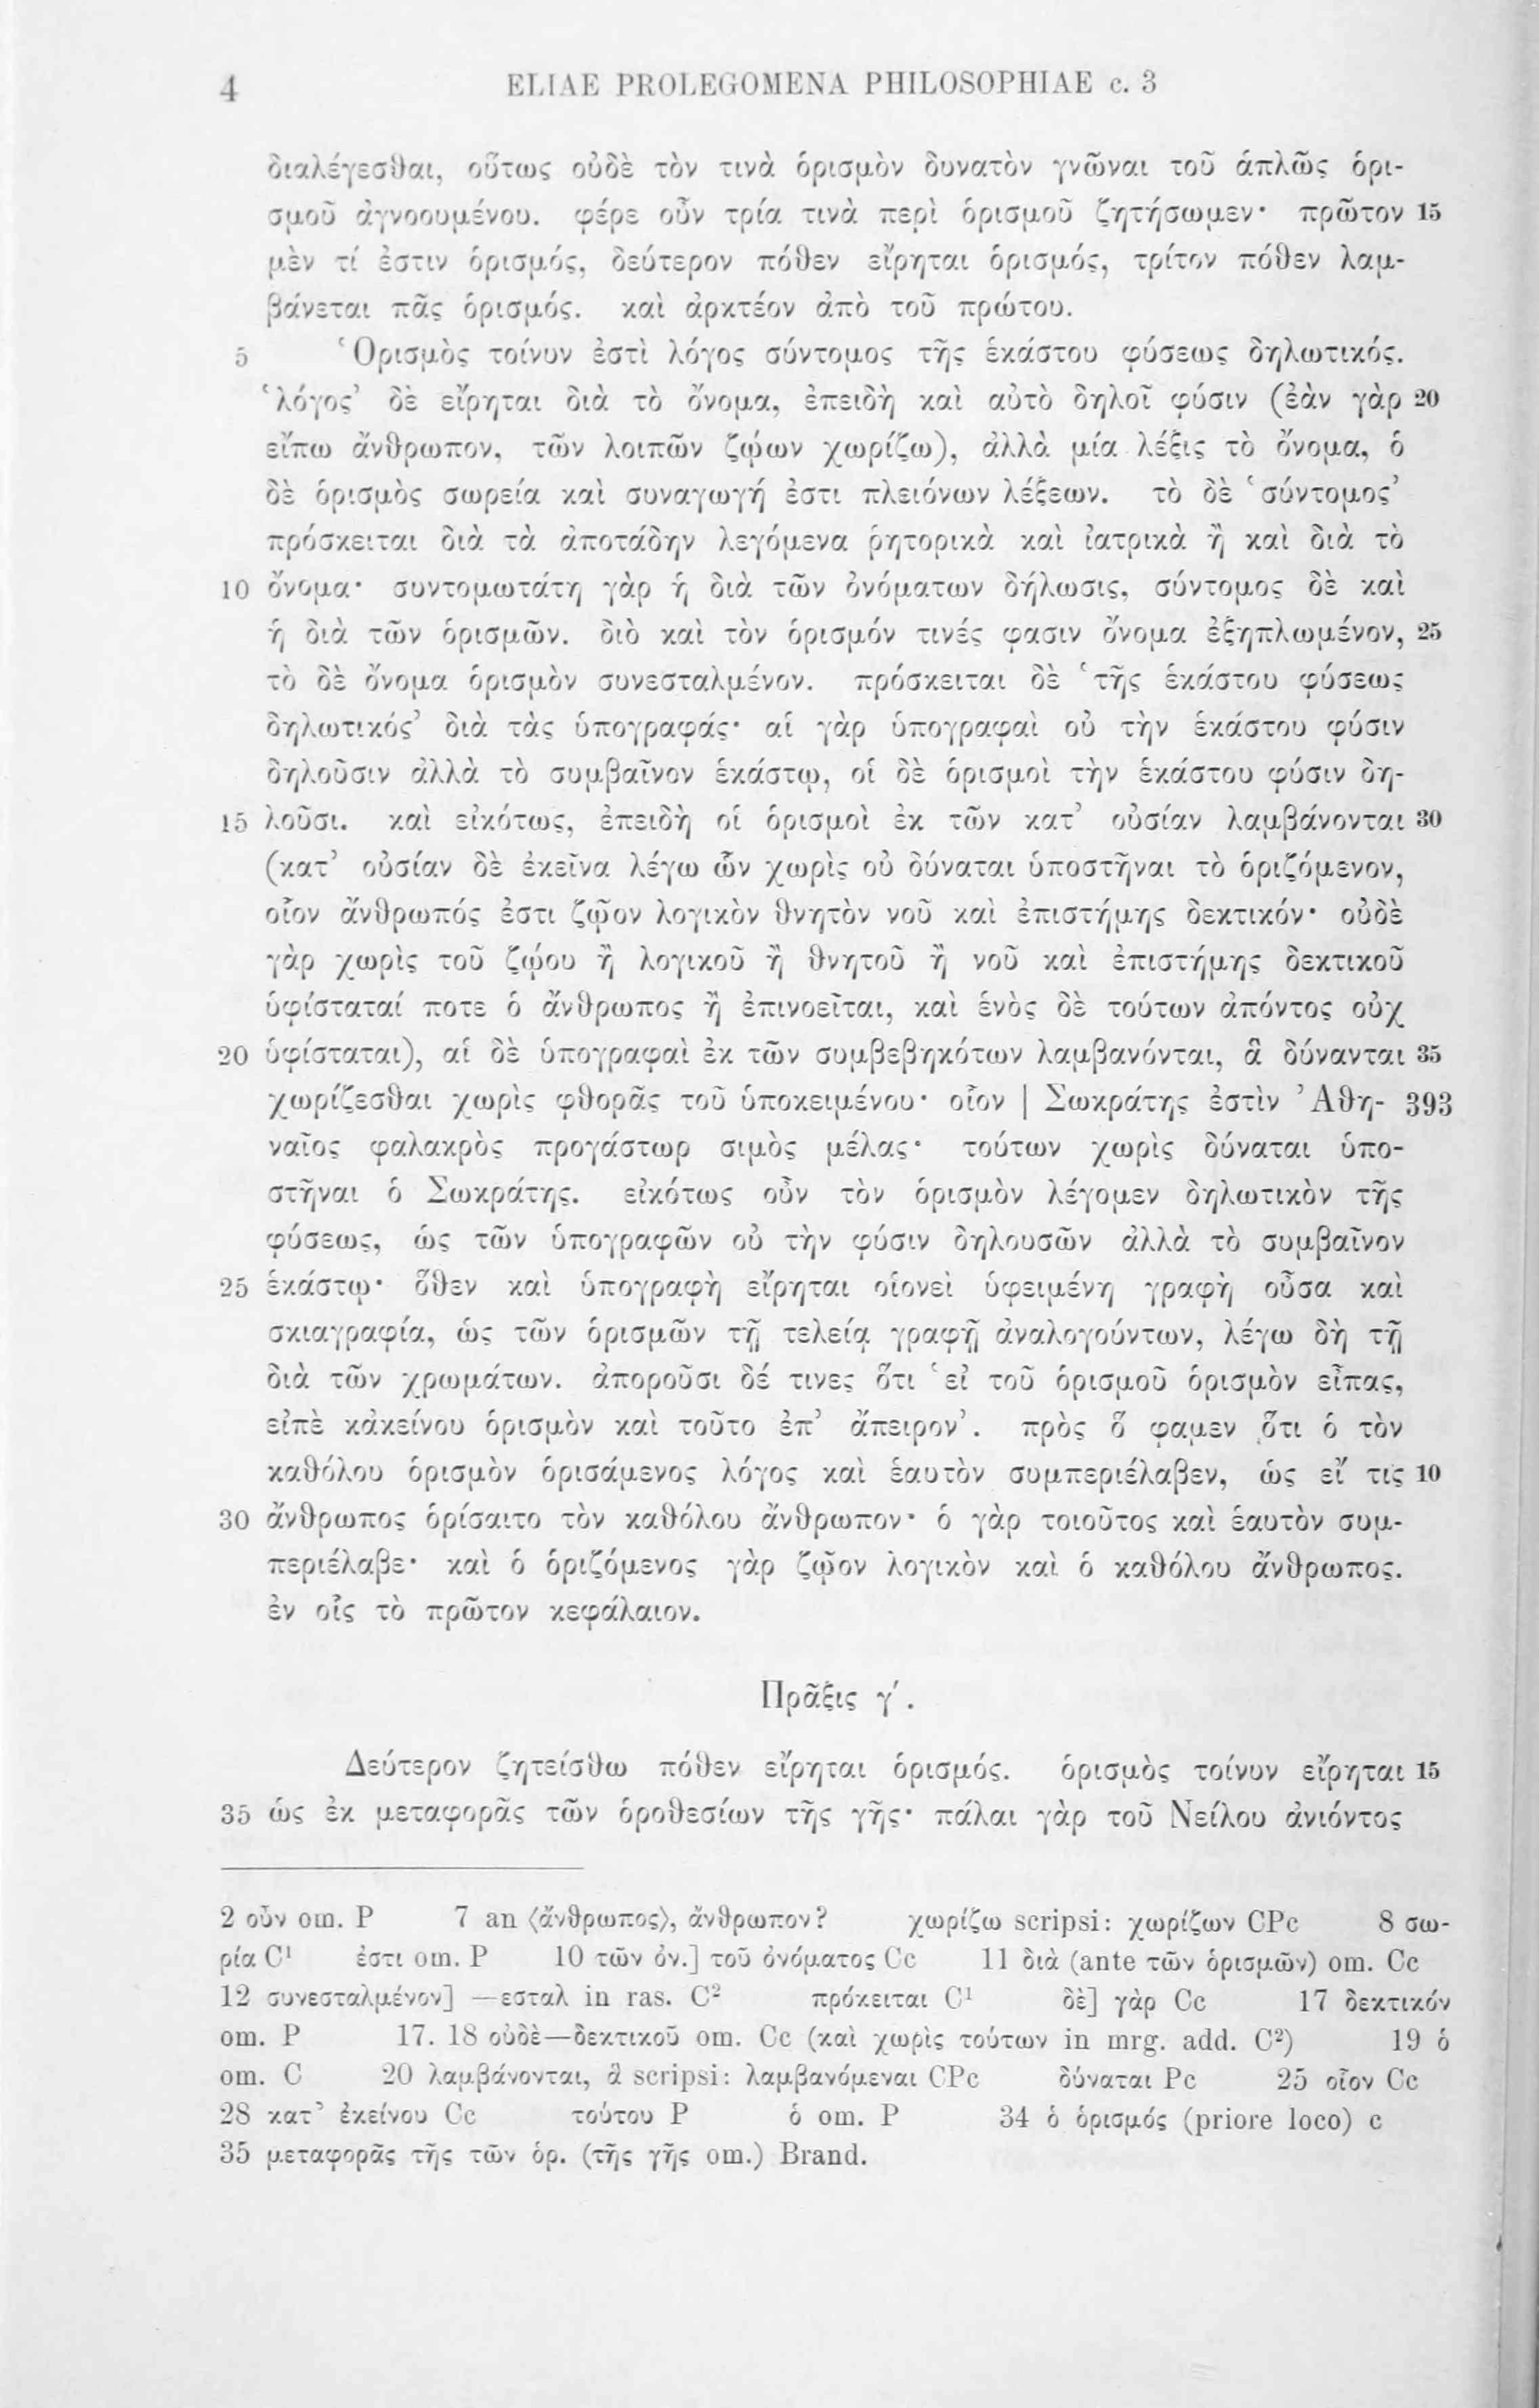 4 ELIAE PROLEGOMENA PHILOSOPHIAE c. 3
διαλέγεσθαι, οὕτως οὐδὲ τὸν τινὰ ὁρισμὸν δυνατὸν γνῶναι τοῦ ἁπλῶς ὁρι-
σμοῦ ἀγνοουμένου. φέρε οὖν τρία τινὰ περὶ ὁρισμοῦ ζητήσωμεν· πρῶτον 15
μὲν τί ἐστιν ὁρισμός, δεύτερον πόθεν εἴρηται ὁρισμός, τρίτον πόθεν λαμ-
βάνεται πᾶς ὁρισμός. καὶ ἀρκτέον ἀπὸ τοῦ πρώτου.
5 Ὁρισμὸς τοίνυν ἐστὶ λόγος σύντομος τῆς ἑκάστου φύσεως δηλωτικός.
‘λόγος’ δὲ εἴρηται διὰ τὸ ὄνομα, ἐπειδὴ καὶ αὐτὸ δηλοῖ φύσιν (ἐὰν γὰρ 20
εἴπω ἄνθρωπον, τῶν λοιπῶν ζῴων χωρίζω), ἀλλὰ μία λέξις τὸ ὄνομα, ὁ
δὲ ὁρισμὸς σωρεία καὶ συναγωγή ἐστι πλειόνων λέξεων. τὸ δὲ ‘σύντομος’
πρόσκειται διὰ τὰ ἀποτάδην λεγόμενα ῥητορικὰ καὶ ἰατρικὰ ἢ καὶ διὰ τὸ
10 ὄνομα· συντομωτάτη γὰρ ἡ διὰ τῶν ὀνόματων δήλωσις, σύντομος δὲ καὶ
ἡ διὰ τῶν ὁρισμῶν. διὸ καὶ τὸν ὁρισμόν τινές φασιν ὄνομα ἐξηπλωμένον, 25
τὸ δὲ ὄνομα ὁρισμὸν συνεσταλμένον. πρόσκειται δὲ ‘τῆς ἑκάστου φύσεως
δηλωτικός’ διὰ τὰς ὑπογραφάς· αἱ γὰρ ὑπογραφαὶ οὐ τὴν ἑκάστου φύσιν
δηλοῦσιν ἀλλὰ τὸ συμβαῖνον ἑκάστῳ, οἱ δὲ ὁρισμοὶ τὴν ἑκάστου φύσιν δη-
15 λοῦσι. καὶ εἰκότως, ἐπειδὴ οἱ ὁρισμοὶ ἐκ τῶν κατ’ οὐσίαν λαμβάνονται 30
(κατ’ οὐσίαν δὲ ἐκεῖνα λέγω ὧν χωρὶς οὐ δύναται ὑποστῆναι τὸ ὁριζόμενον,
οἷον ἄνθρωπός ἐστι ζῷον λογικὸν θνητὸν νοῦ καὶ ἐπιστήμης δεκτικόν· οὐδὲ
γὰρ χωρὶς τοῦ ζῴου ἢ λογικοῦ ἢ θνητοῦ ἢ νοῦ καὶ ἐπιστήμης δεκτικοῦ
ὑφίσταταί ποτε ὁ ἄνθρωπος ἢ ἐπινοεῖται, καὶ ἑνὸς δὲ τούτων ἀπόντος οὐχ
20 ὑφίσταται), αἱ δὲ ὑπογραφαὶ ἐκ τῶν συμβεβηκότων λαμβανόνται, ἃ δύνανται 35
χωρίζεσθαι χωρὶς φθορᾶς τοῦ ὑποκειμένου· οἷον | Σωκράτης ἐστὶν Ἀθη- 393
ναῖος φαλακρὸς προγάστωρ σιμὸς μέλας· τούτων χωρὶς δύναται ὑπο-
στῆναι ὁ Σωκράτης. εἰκότως οὖν τὸν ὁρισμὸν λέγομεν δηλωτικὸν τῆς
φύσεως, ὡς τῶν ὑπογραφῶν οὐ τὴν φύσιν δηλουσῶν ἀλλὰ τὸ συμβαῖνον
25 ἑκάστῳ· ὅθεν καὶ ὑπογραφὴ εἴρηται οἱονεὶ ὑφειμένη γραφὴ οὖσα καὶ
σκιαγραφία, ὡς τῶν ὁρισμῶν τῇ τελείᾳ γραφῇ ἀναλογούντων, λέγω δὴ τῇ
διὰ τῶν χρωμάτων. ἀποροῦσι δέ τινες ὅτι ‘εἰ τοῦ ὁρισμοῦ ὁρισμὸν εἶπας,
εἰπὲ κἀκείνου ὁρισμὸν καὶ τοῦτο ἐπ’ ἄπειρον’. πρὸς ὅ φαμεν ὅτι ὁ τὸν
καθόλου ὁρισμὸν ὁρισάμενος λόγος καὶ ἑαυτὸν συμπεριέλαβεν, ὡς εἴ τις 10
30 ἄνθρωπος ὁρίσαιτο τὸν καθόλου ἄνθρωπον· ὁ γὰρ τοιοῦτος καὶ ἑαυτὸν συμ-
περιέλαβε· καὶ ὁ ὁριζόμενος γὰρ ζῷον λογικὸν καὶ ὁ καθόλου ἄνθρωπος.
ἐν οἷς τὸ πρῶτον κεφάλαιον.
Πρᾶξις γ′.
Δεύτερον ζητείσθω πόθεν εἴρηται ὁρισμός. ὁρισμὸς τοίνυν εἴρηται 15
35 ὡς ἐκ μεταφορᾶς τῶν ὁροθεσίων τῆς γῆς· πάλαι γὰρ τοῦ Νείλου ἀνιόντος
2 οὖν om. P 7 an ⟨ἄνθρωπος⟩, ἄνθρωπον? χωρίζω scripsi: χωρίζων CPc 8 σω-
ρία C¹ ἐστι om. P 10 τῶν ὀν.] τοῦ ὀνόματος Cc 11 διὰ (ante τῶν ὁρισμῶν) om. Cc
12 συνεσταλμένον] —εσταλ in ras. C² πρόκειται C¹ δὲ] γὰρ Cc 17 δεκτικόν
om. P 17. 18 οὐδὲ—δεκτικοῦ om. Cc (καὶ χωρὶς τούτων in mrg. add. C²) 19 ὁ
om. C 20 λαμβάνονται, ἃ scripsi: λαμβανόμεναι CPc δύναται Pc 25 οἷον Cc
28 κατ’ ἐκείνου Cc τούτου P ὁ om. P 34 ὁ ὁρισμός (priore loco) c
35 μεταφορᾶς τῆς τῶν ὁρ. (τῆς γῆς om.) Brand.